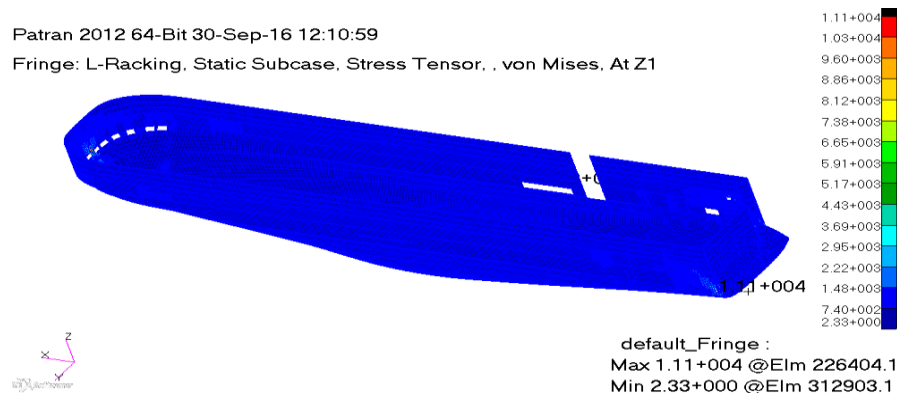 Patran 2012 64-Bit 30-Sep-16 12:10:59
Fringe: L-Racking, Static Subcase, Stress Tensor, , von Mises, At Z1
1.11+004
1.03+004
9.60+003
8.86+003
8.12+003
7.38+003
6.65+003
5.91+003
5.17+003
4.43+003
3.69+003
2.95+003
2.22+003
1.48+003
7.40+002
2.33+000
1.11+004
Z
X
Y
default_Fringe :
Max 1.11+004 @Elm 226404.1
Min 2.33+000 @Elm 312903.1